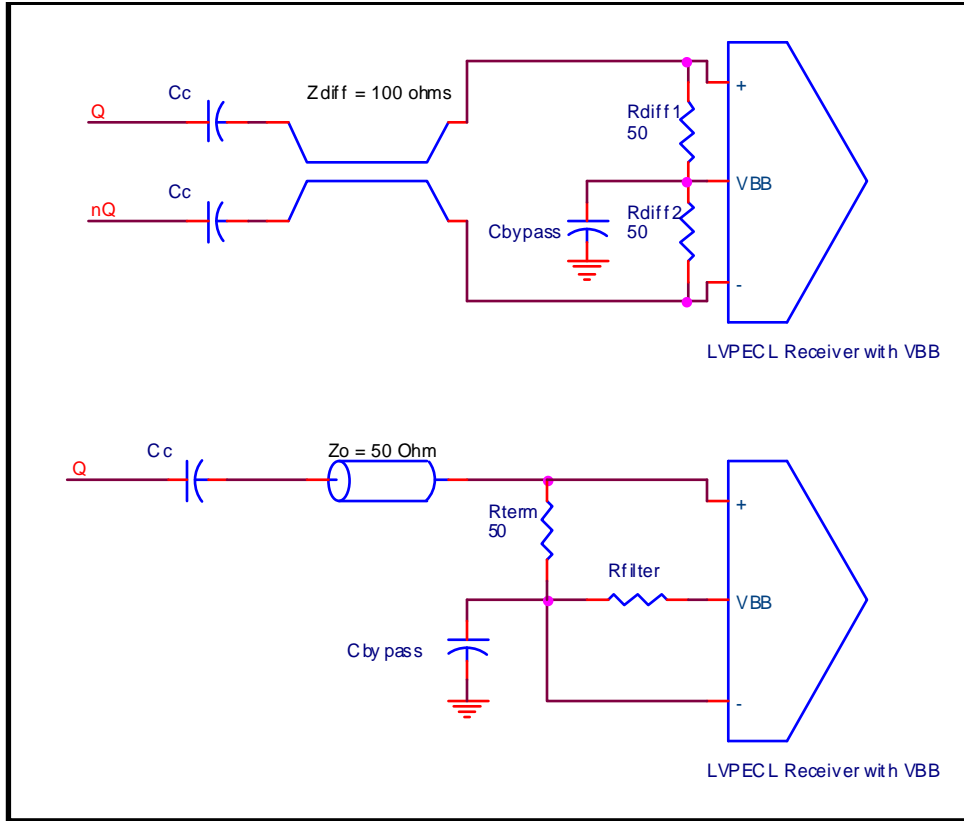 Cc
Zdiff = 100 ohms
Q
+
Rdiff1
50
VBB
Cc
nQ
Rdiff2
50
Cbypass
-
LVPECL Receiver with VBB
Cc
Zo = 50 Ohm
Q
+
Rterm
50
Rfilter
VBB
Cbypass
-
LVPECL Receiver with VBB